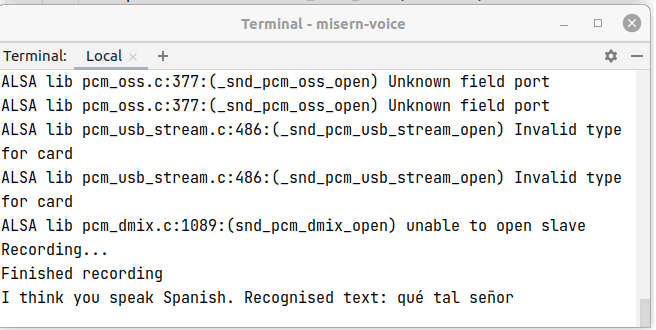 Terminal - misern-voice
Terminal: Local
ALSA lib pcm_oss.c:377:(_snd_pcm_oss_open) Unknown field port
ALSA lib pcm_oss.c:377:(_snd_pcm_oss_open) Unknown field port
ALSA lib pcm_usb_stream.c:486:(_snd_pcm_usb_stream_open) Invalid type
for card
ALSA lib pcm_usb_stream.c:486:(_snd_pcm_usb_stream_open) Invalid type
for card
ALSA lib pcm_dmix.c:1089:(snd_pcm_dmix_open) unable to open slave
Recording...
Finished recording
I think you speak Spanish. Recognised text: qué tal señor